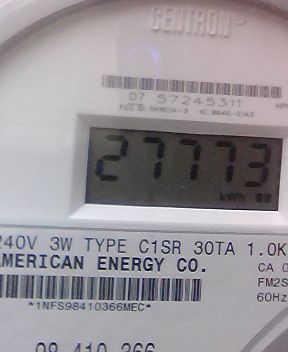 CENTRON®
07 57245311
27773
kWh
240V 3W TYPE C1SR 30TA 1.0K
AMERICAN ENERGY CO.
CA 0
FM2S
60Hz
*1NFS98410366MEC*
98 410 366